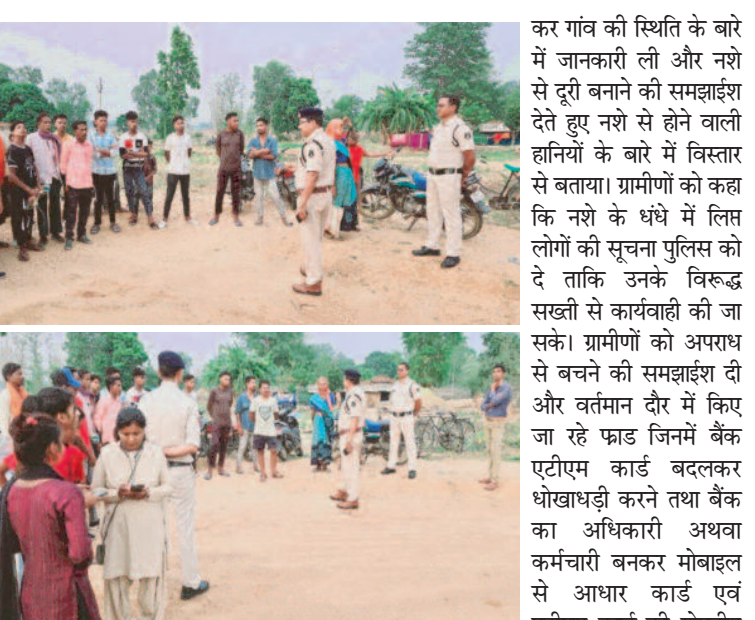 कर गांव की स्थिति के बारे
में जानकारी ली और नशे
से दूरी बनाने की समझाईश
देते हुए नशे से होने वाली
हानियों के बारे में विस्तार
से बताया। ग्रामीणों को कहा
कि नशे के धंधे में लिप्त
लोगों की सूचना पुलिस को
दे ताकि उनके विरूद्ध
सख्ती से कार्यवाही की जा
सके। ग्रामीणों को अपराध
से बचने की समझाईश दी
और वर्तमान दौर में किए
जा रहे फ्राड जिनमें बैंक
एटीएम कार्ड बदलकर
धोखाधड़ी करने तथा बैंक
का अधिकारी अथवा
कर्मचारी बनकर मोबाइल
से आधार कार्ड एवं